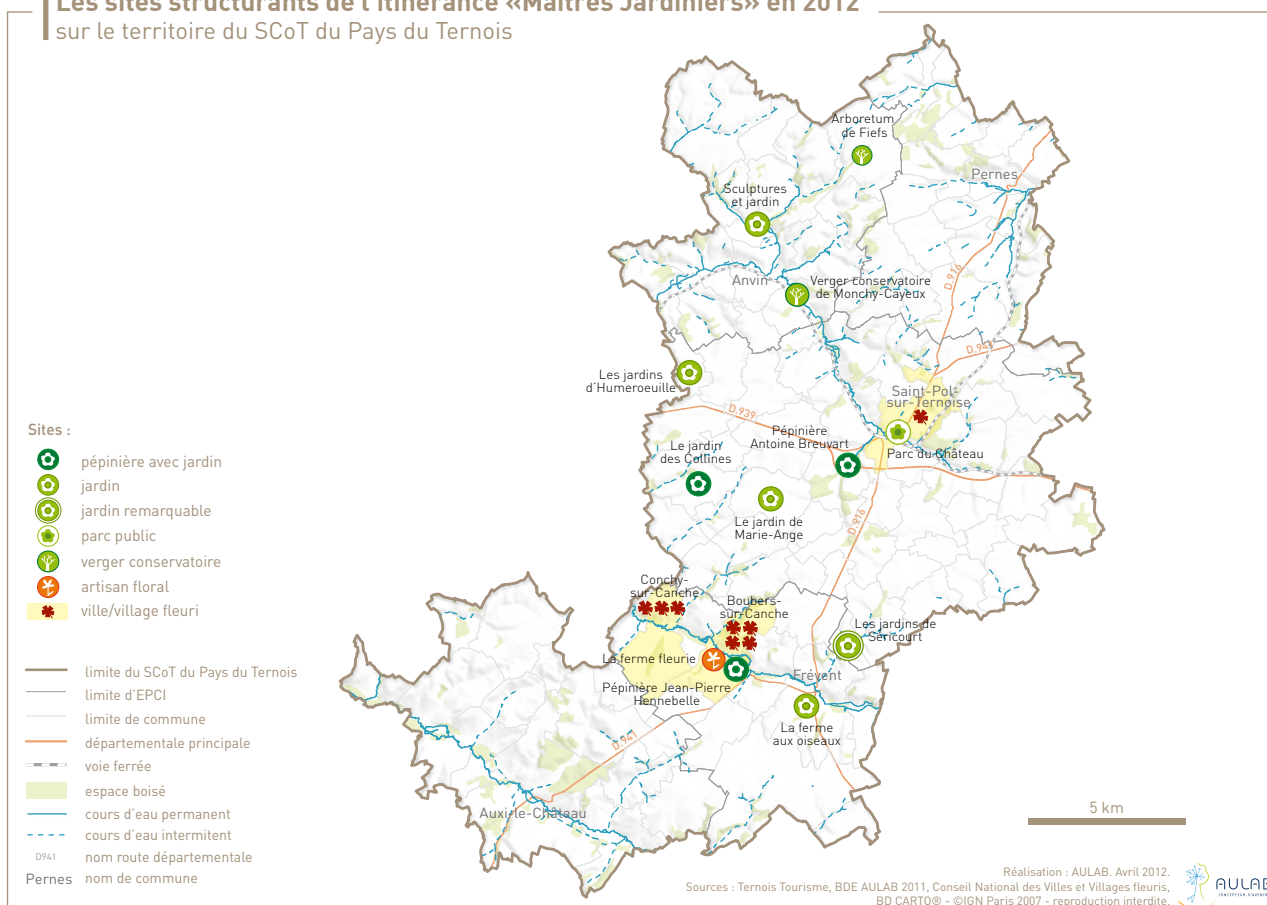 Les sites structurants de l'itinérance «Maîtres Jardiniers» en 2012
sur le territoire du SCoT du Pays du Ternois
Arboretum
de Fiefs
Pernes
Sculptures
et jardin
Anvin
Verger conservatoire
de Monchy-Cayeux
D.916
D.941
Les jardins
d'Humeroeuille
Saint-Pol-
sur-Ternoise
D.939
Pépinière
Antoine Breuvart
Parc du Château
Le jardin
des Collines
Le jardin de
Marie-Ange
D.916
Conchy-
sur-Canche
Boubers-
sur-Canche
Les jardins de
Séricourt
La ferme fleurie
Frévent
Pépinière Jean-Pierre
Hennebelle
La ferme
aux oiseaux
D.941
Auxi-le-Château
Sites :
pépinière avec jardin
jardin
jardin remarquable
parc public
verger conservatoire
artisan floral
ville/village fleuri
limite du SCoT du Pays du Ternois
limite d'EPCI
limite de commune
départementale principale
voie ferrée
espace boisé
cours d'eau permanent
cours d'eau intermitent
D941 nom route départementale
Pernes nom de commune
5 km
Réalisation : AULAB. Avril 2012.
Sources : Ternois Tourisme, BDE AULAB 2011, Conseil National des Villes et Villages fleuris,
BD CARTO® - ©IGN Paris 2007 - reproduction interdite.
AULAB
CONCEPTEUR D'AVENIR